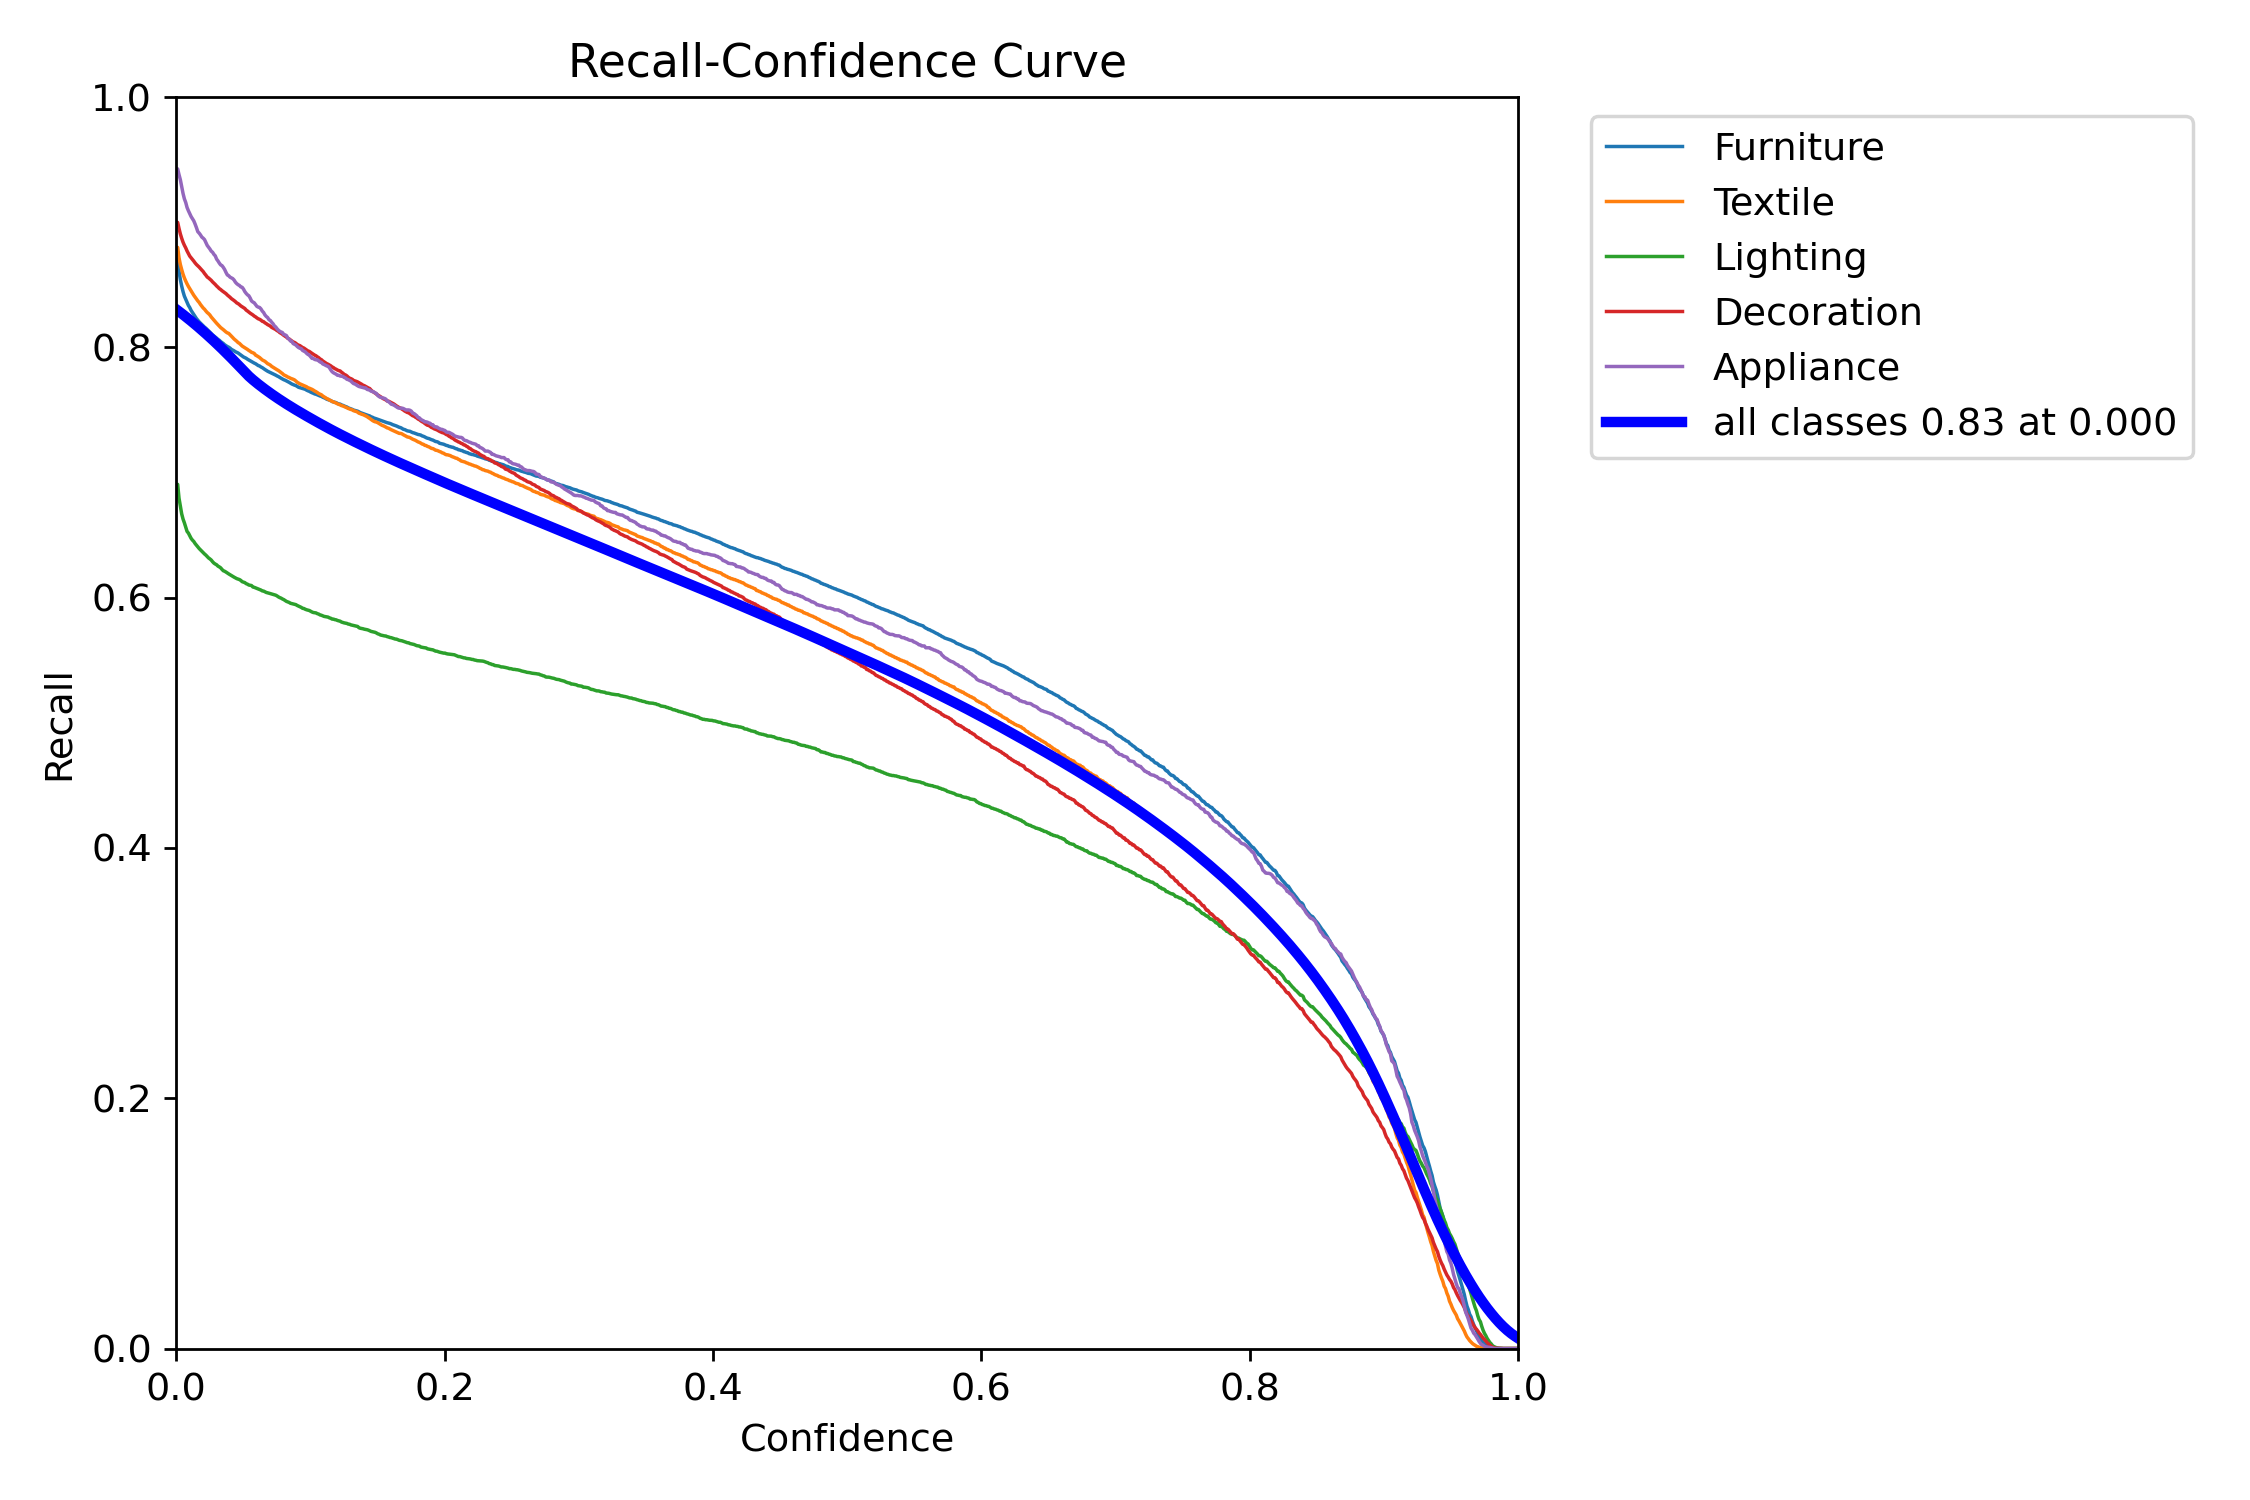 Recall-Confidence Curve
1.0
0.8
0.6
0.4
0.2
0.0
Recall
0.0 0.2 0.4 0.6 0.8 1.0
Confidence
Furniture
Textile
Lighting
Decoration
Appliance
all classes 0.83 at 0.000